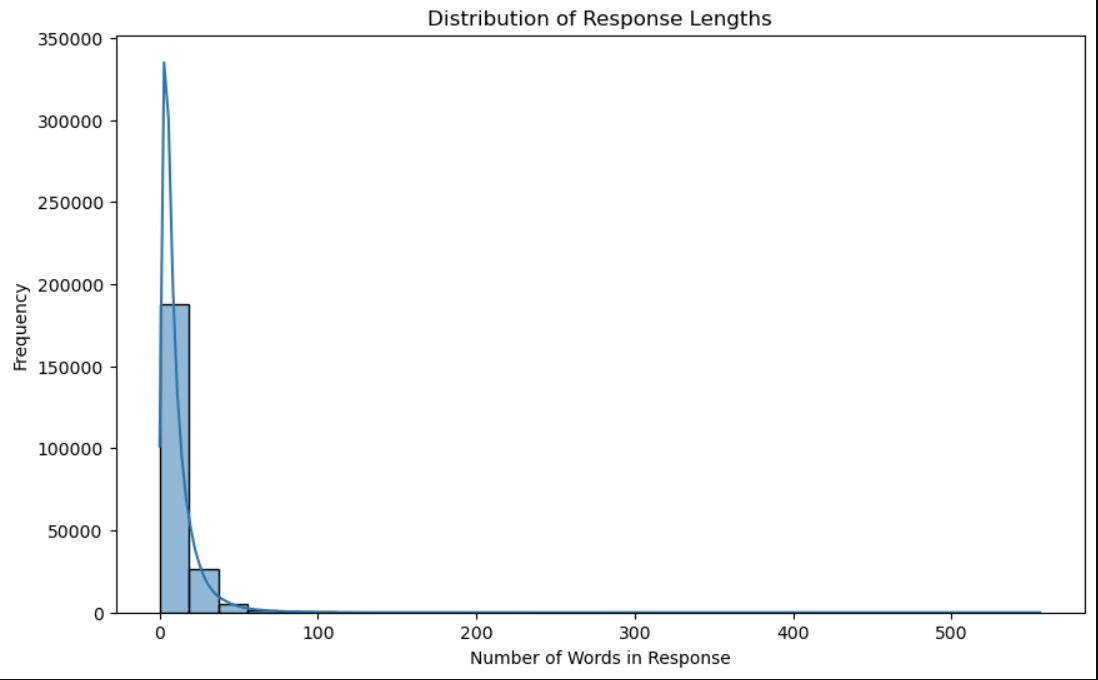 Distribution of Response Lengths
350000
300000
250000
200000
150000
100000
50000
0
Frequency
0 100 200 300 400 500
Number of Words in Response